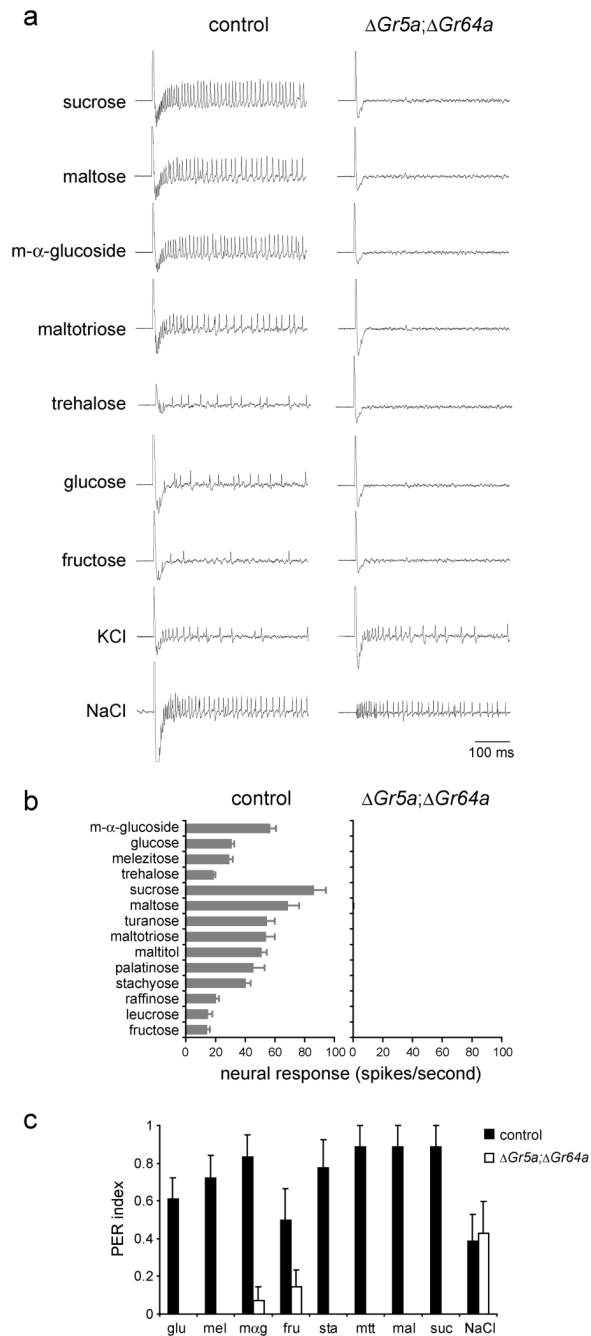 a
control ΔGr5a;ΔGr64a
sucrose
maltose
m-α-glucoside
maltotriose
trehalose
glucose
fructose
KCl
NaCl
100 ms
b
control ΔGr5a;ΔGr64a
m-α-glucoside
glucose
melezitose
trehalose
sucrose
maltose
turanose
maltotriose
maltitol
palatinose
stachyose
raffinose
leucrose
fructose
0 20 40 60 80 100 0 20 40 60 80 100
neural response (spikes/second)
c
control
ΔGr5a;ΔGr64a
PER index
1
0.8
0.6
0.4
0.2
0
glu mel mαg fru sta mtt mal suc NaCl